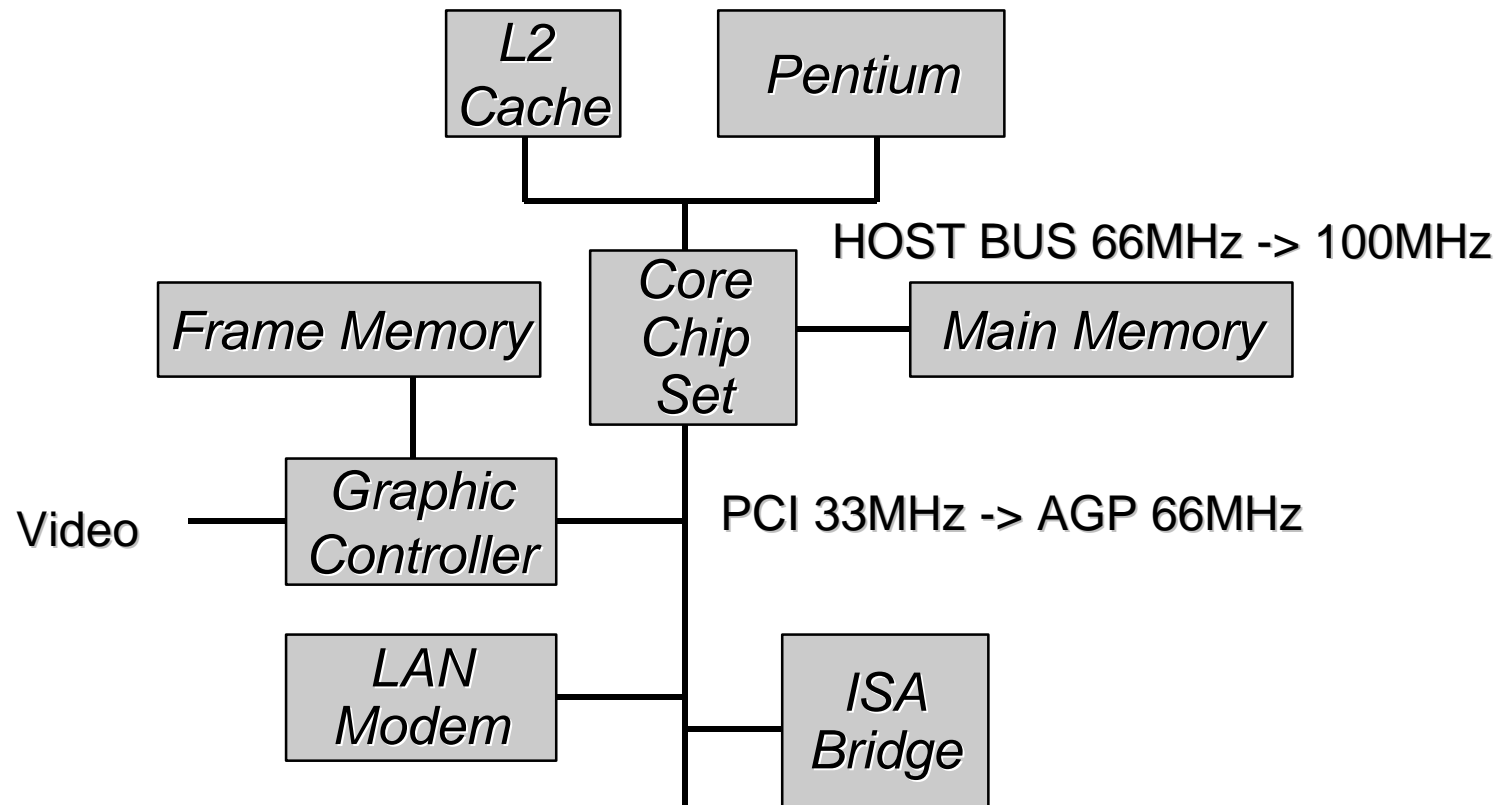 L2
Cache
Pentium
HOST BUS 66MHz -> 100MHz
Core
Chip
Set
Frame Memory
Main Memory
Graphic
Controller
Video
PCI 33MHz -> AGP 66MHz
LAN
Modem
ISA
Bridge